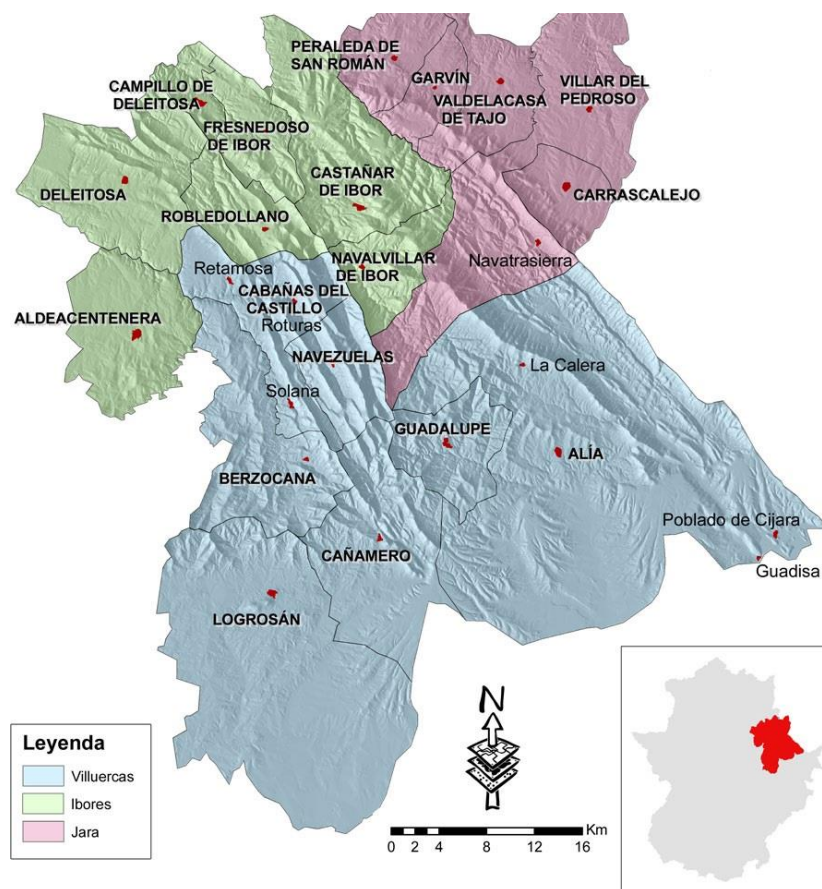 PERALEDA DE
SAN ROMÁN
GARVÍN
VALDELACASA
DE TAJO
VILLAR DEL
PEDROSO
CAMPILLO DE
DELEITOSA
FRESNEDOSO
DE IBOR
CASTAÑAR
DE IBOR
DELEITOSA
CARRASCALEJO
ROBLEDOLLANO
NAVALVILLAR
DE IBOR
Navatrasierra
Retamosa
CABAÑAS DEL
CASTILLO
Roturas
ALDEACENTENERA
NAVEZUELAS
La Calera
Solana
GUADALUPE
ALÍA
BERZOCANA
Poblado de Cijara
CAÑAMERO
Guadisa
LOGROSÁN
Leyenda
Villuercas
Ibores
Jara
N
Km
0 2 4 8 12 16